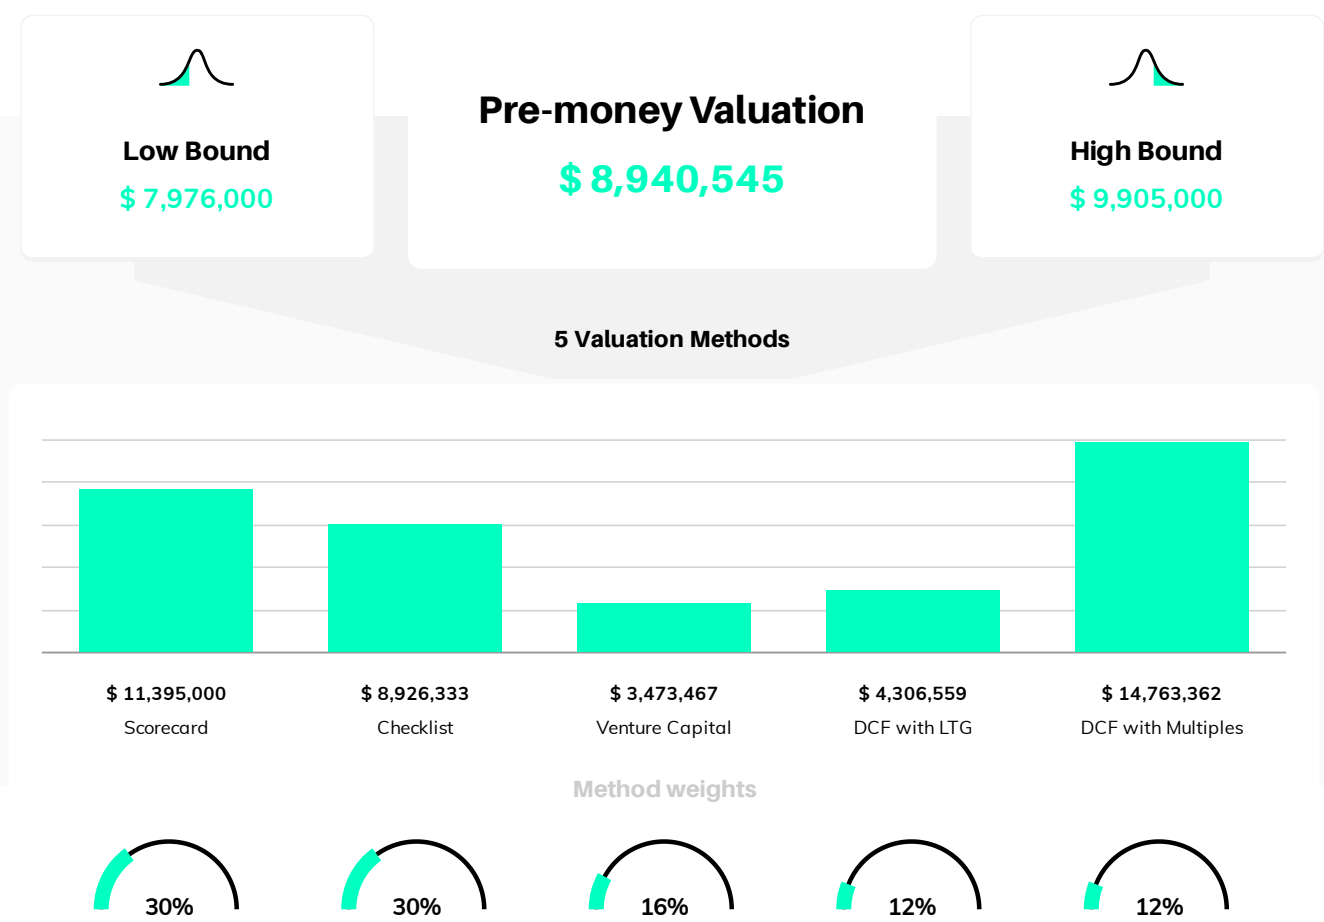 Low Bound
$ 7,976,000
Pre-money Valuation
$ 8,940,545
High Bound
$ 9,905,000
5 Valuation Methods
$ 11,395,000
Scorecard
$ 8,926,333
Checklist
$ 3,473,467
Venture Capital
$ 4,306,559
DCF with LTG
$ 14,763,362
DCF with Multiples
Method weights
30%
30%
16%
12%
12%